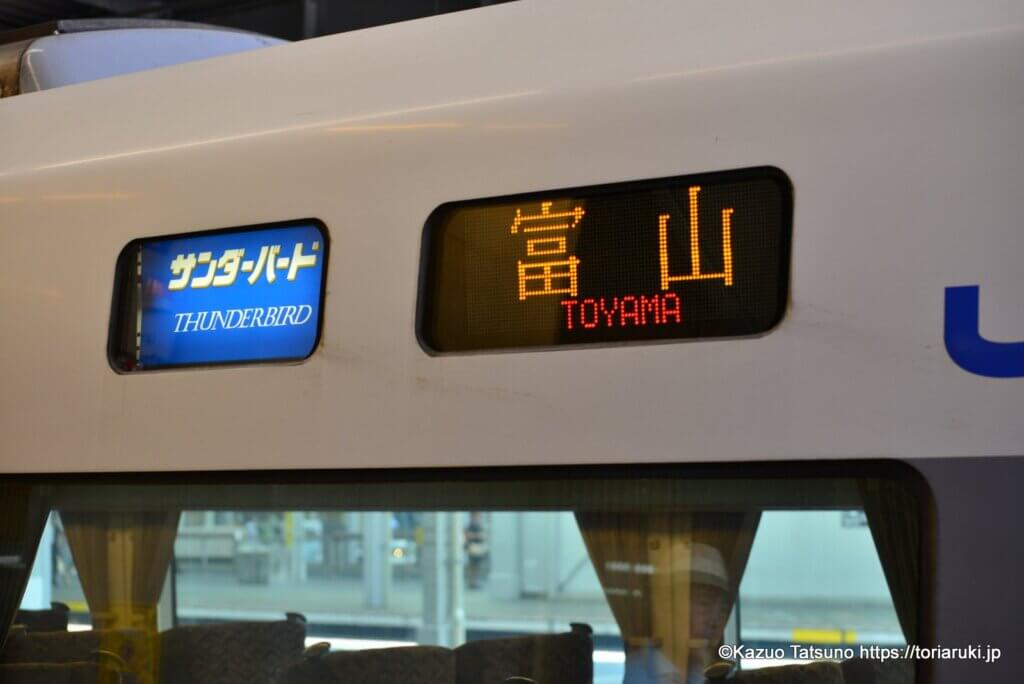 サンダーバード
THUNDERBIRD
富山
TOYAMA
J
©Kazuo Tatsuno https://toriaruki.jp